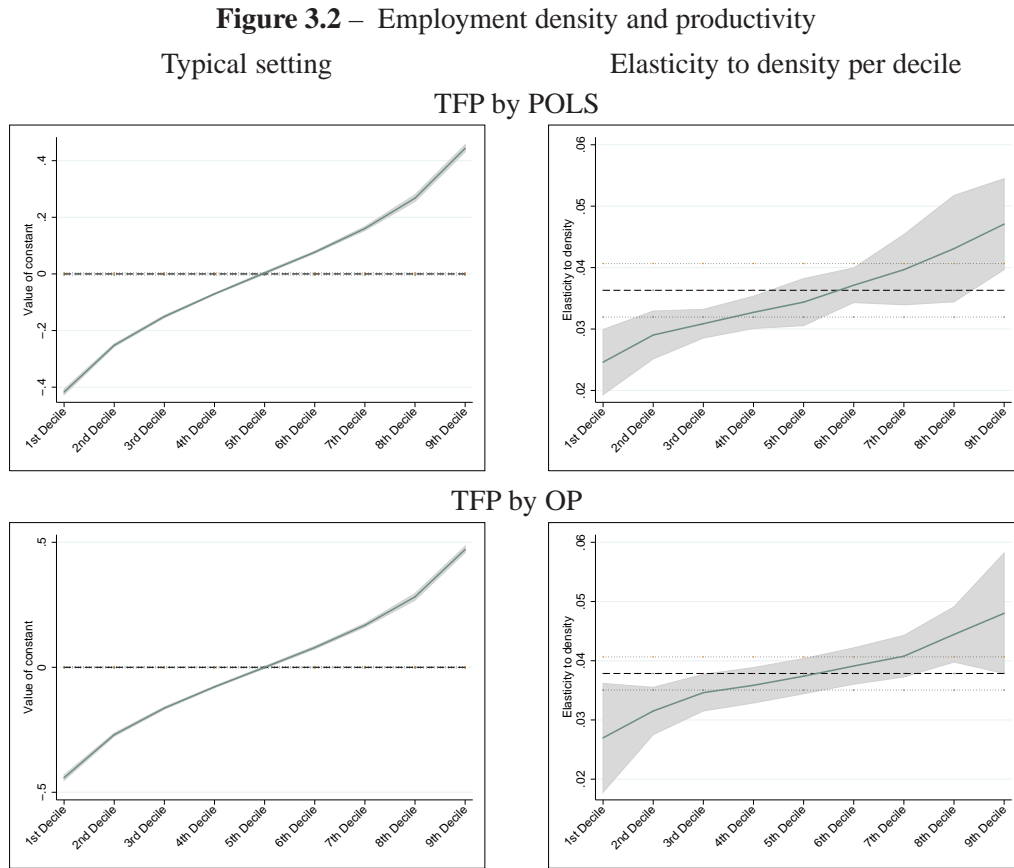 Figure 3.2 – Employment density and productivity
Typical setting
Elasticity to density per decile
TFP by POLS
Value of constant
.4
.2
0
-.2
-.4
1st Decile
2nd Decile
3rd Decile
4th Decile
5th Decile
6th Decile
7th Decile
8th Decile
9th Decile
Elasticity to density
.06
.05
.04
.03
.02
1st Decile
2nd Decile
3rd Decile
4th Decile
5th Decile
6th Decile
7th Decile
8th Decile
9th Decile
TFP by OP
Value of constant
.5
0
-.5
1st Decile
2nd Decile
3rd Decile
4th Decile
5th Decile
6th Decile
7th Decile
8th Decile
9th Decile
Elasticity to density
.06
.05
.04
.03
.02
1st Decile
2nd Decile
3rd Decile
4th Decile
5th Decile
6th Decile
7th Decile
8th Decile
9th Decile